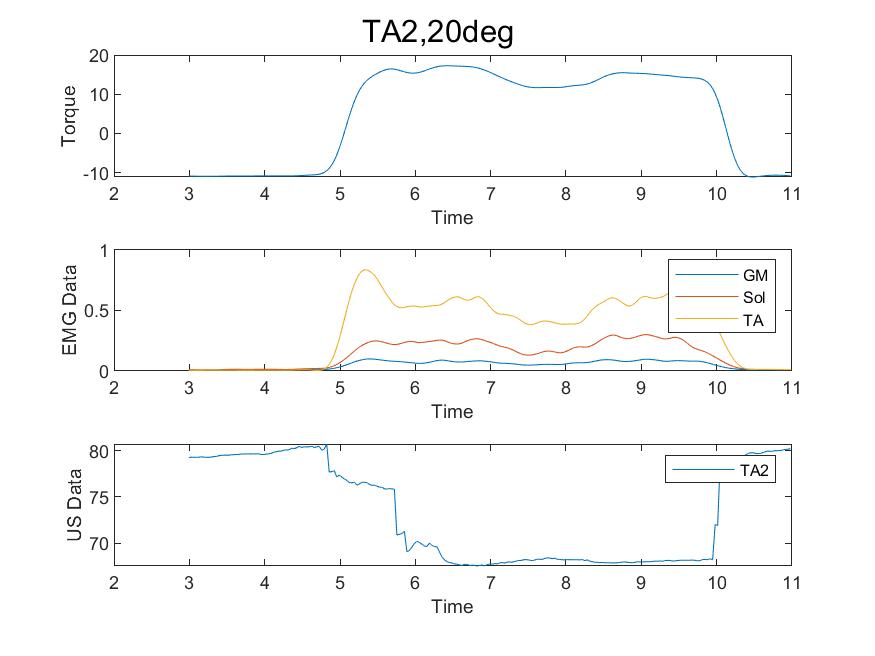 TA2,20deg
20
10
0
-10
Torque
2 3 4 5 6 7 8 9 10 11
Time
1
0.5
0
EMG Data
GM
Sol
TA
2 3 4 5 6 7 8 9 10 11
Time
80
75
70
US Data
TA2
2 3 4 5 6 7 8 9 10 11
Time